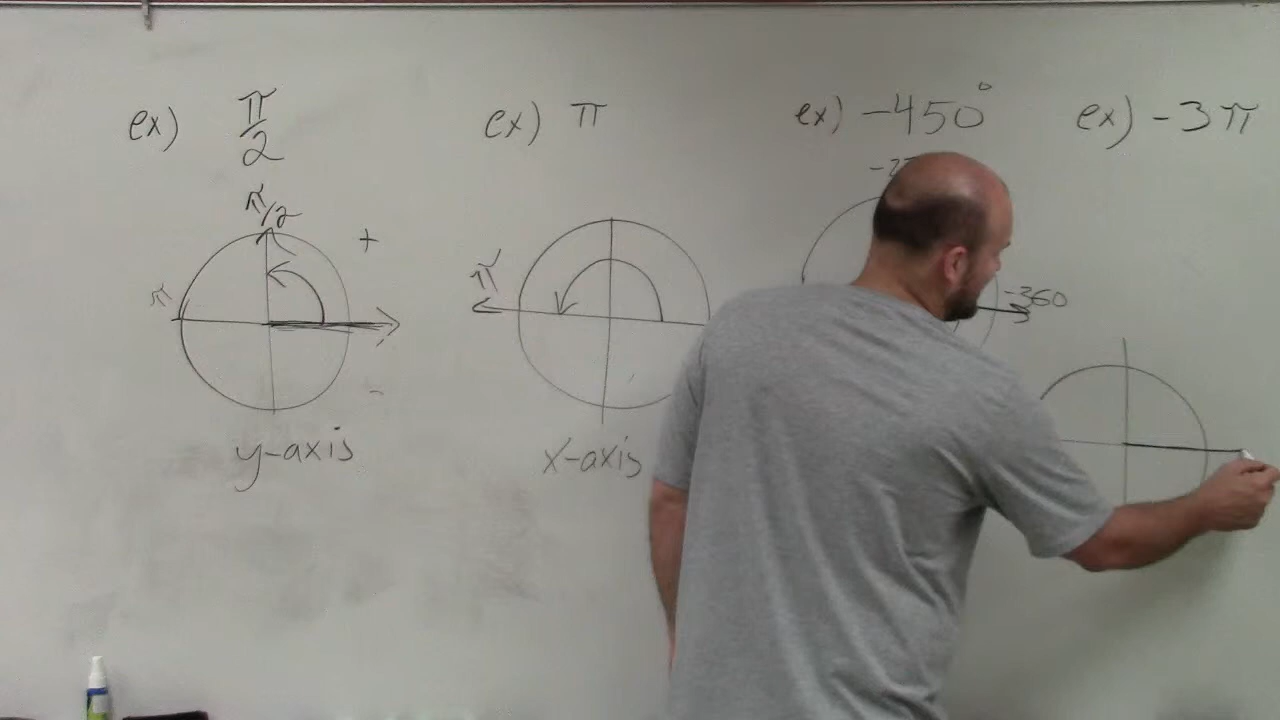 ex) π/2
π/2
+
π
-
y-axis
ex) π
π
x-axis
ex) -450°
-360
ex) -3π